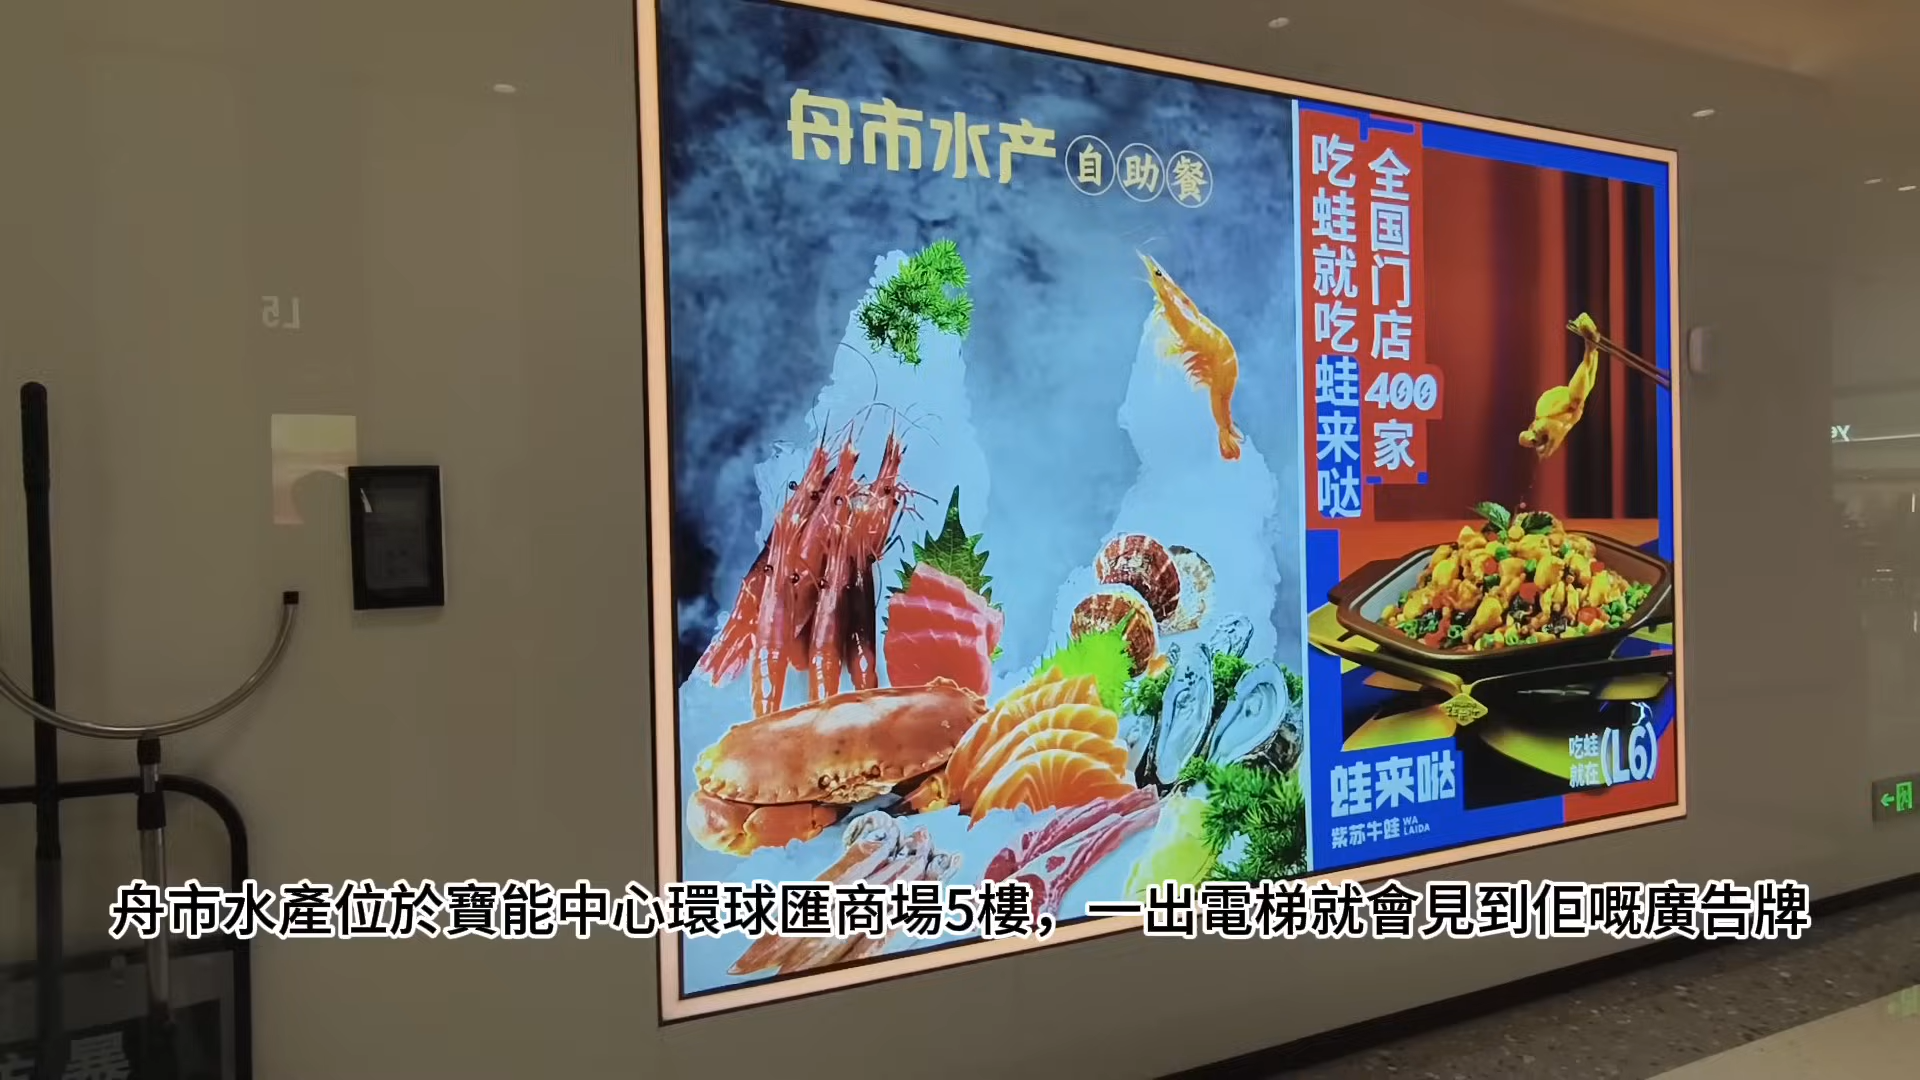 舟市水产自助餐
全国门店400家
吃蛙就吃蛙来哒
L5
蛙来哒
紫苏牛蛙 WA LAIDA
吃蛙就在(L6)
舟市水產位於寶能中心環球匯商場5樓，一出電梯就會見到佢嘅廣告牌